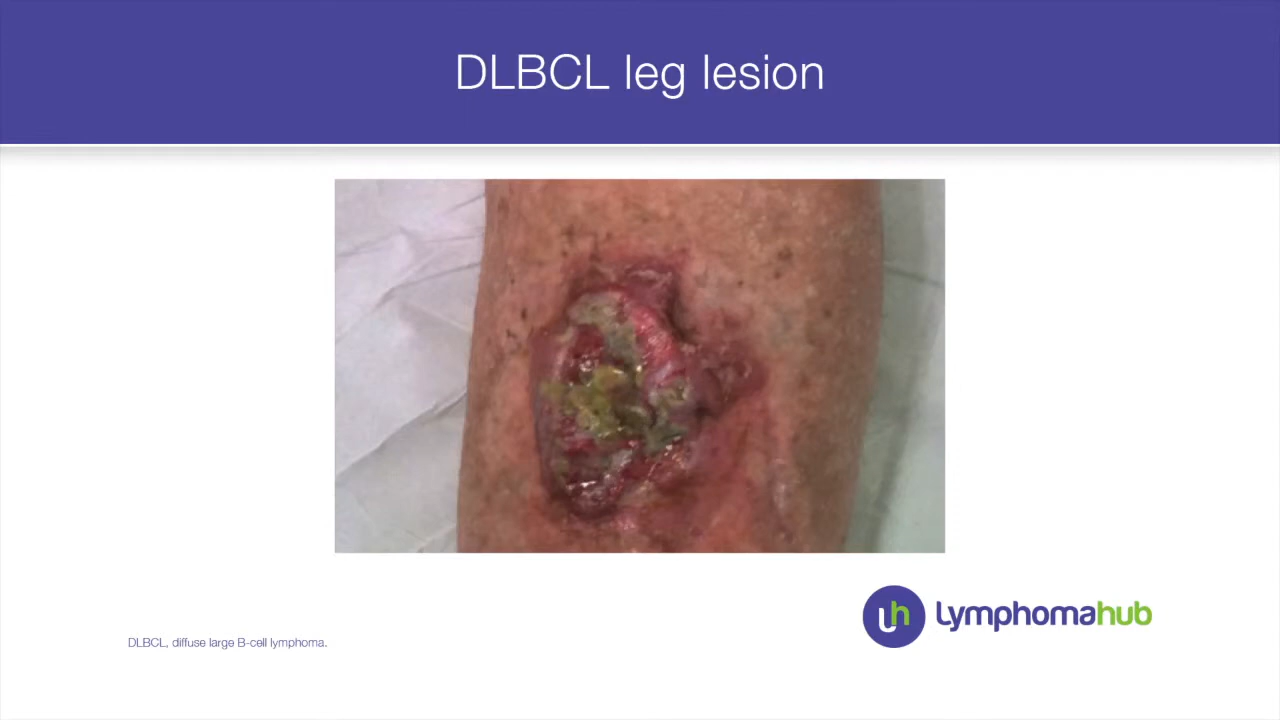 DLBCL leg lesion
Lymphomahub
DLBCL, diffuse large B-cell lymphoma.